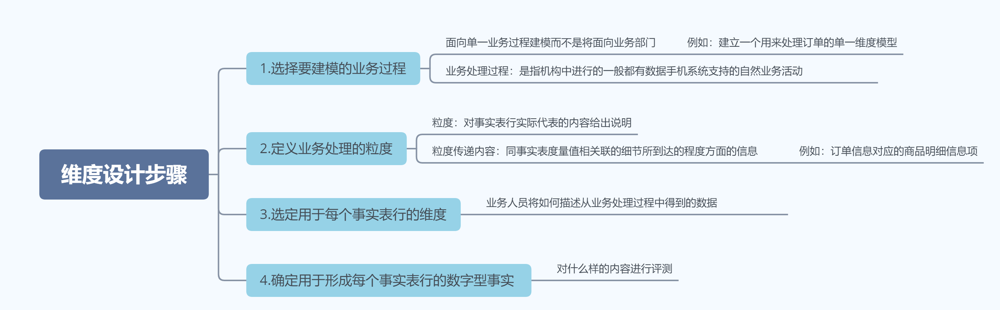 维度设计步骤
1.选择要建模的业务过程
面向单一业务过程建模而不是将面向业务部门 例如：建立一个用来处理订单的单一维度模型
业务处理过程：是指机构中进行的一般都有数据手机系统支持的自然业务活动
2.定义业务处理的粒度
粒度：对事实表行实际代表的内容给出说明
粒度传递内容：同事实表度量值相关联的细节所到达的程度方面的信息 例如：订单信息对应的商品明细信息项
3.选定用于每个事实表行的维度
业务人员将如何描述从业务处理过程中得到的数据
4.确定用于形成每个事实表行的数字型事实
对什么样的内容进行评测